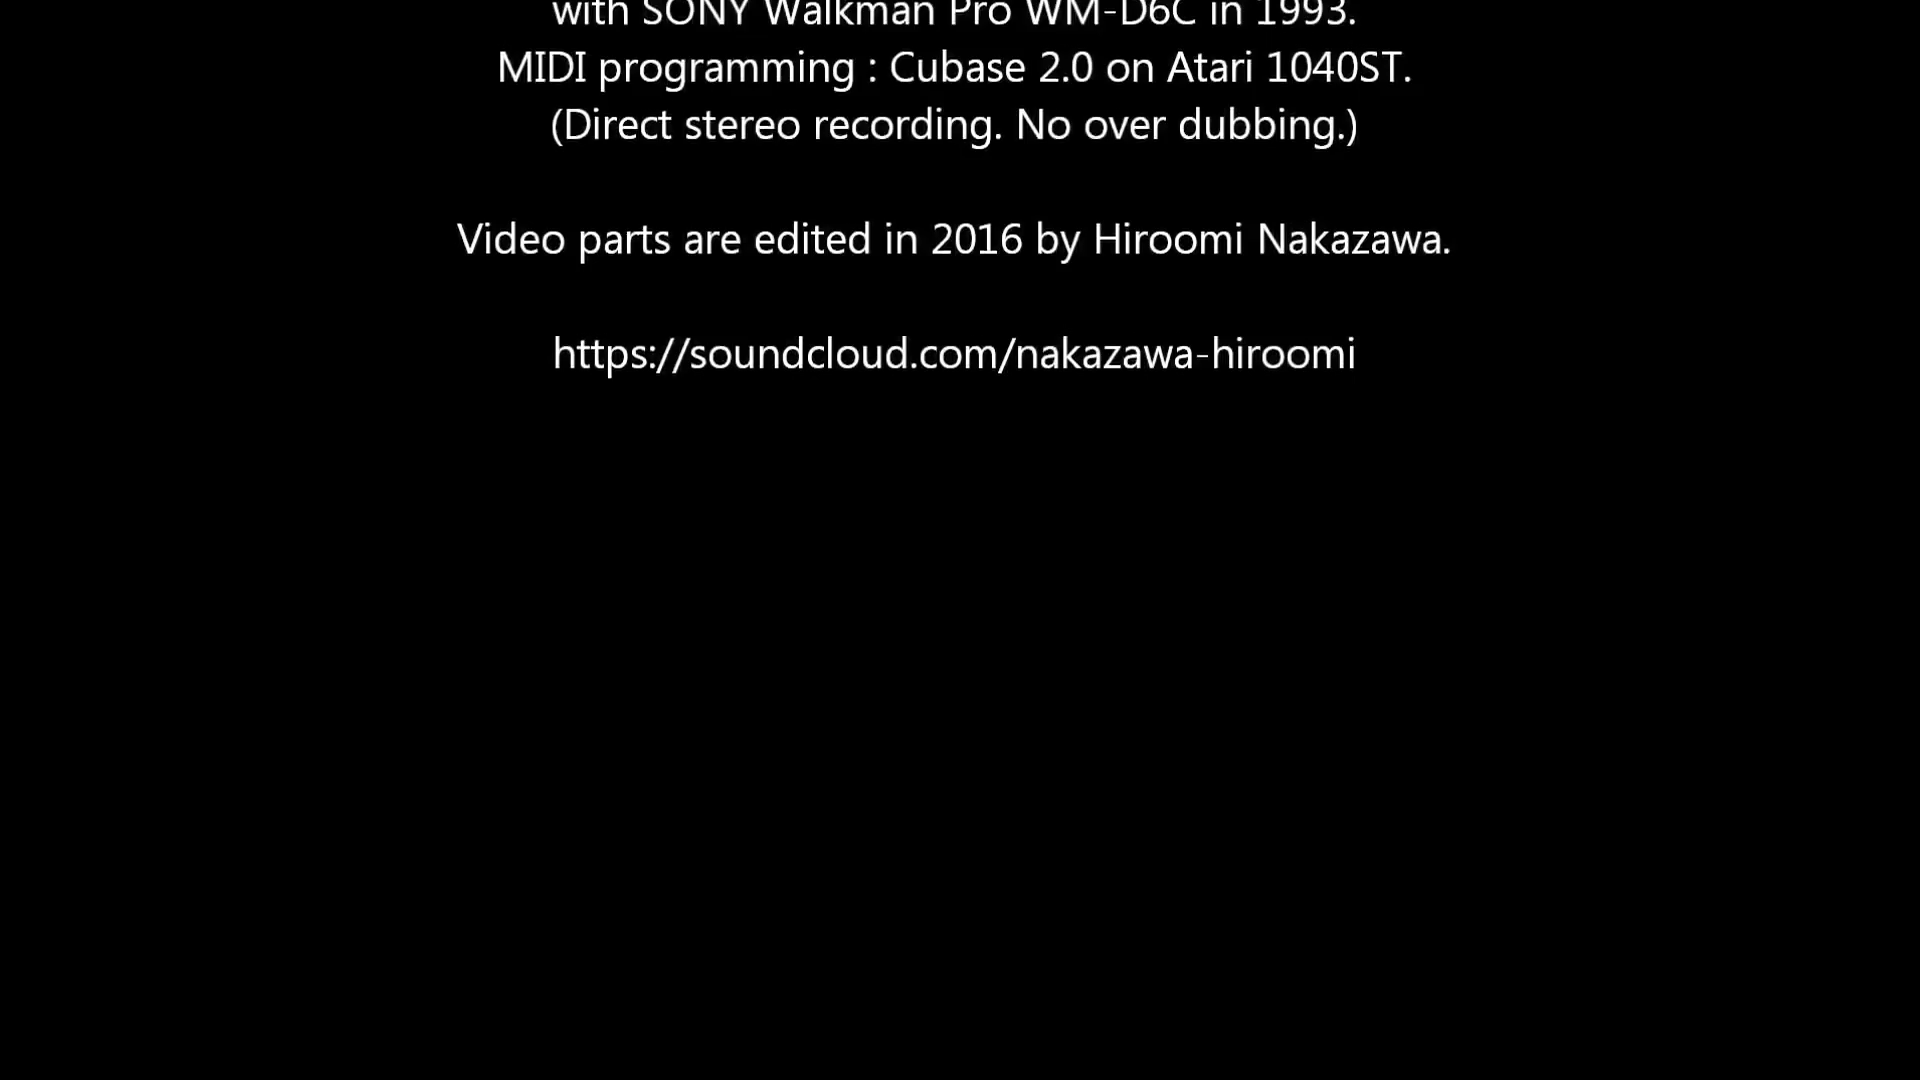 with SONY Walkman Pro WM-D6C in 1993.
MIDI programming : Cubase 2.0 on Atari 1040ST.
(Direct stereo recording. No over dubbing.)
Video parts are edited in 2016 by Hiroomi Nakazawa.
https://soundcloud.com/nakazawa-hiroomi